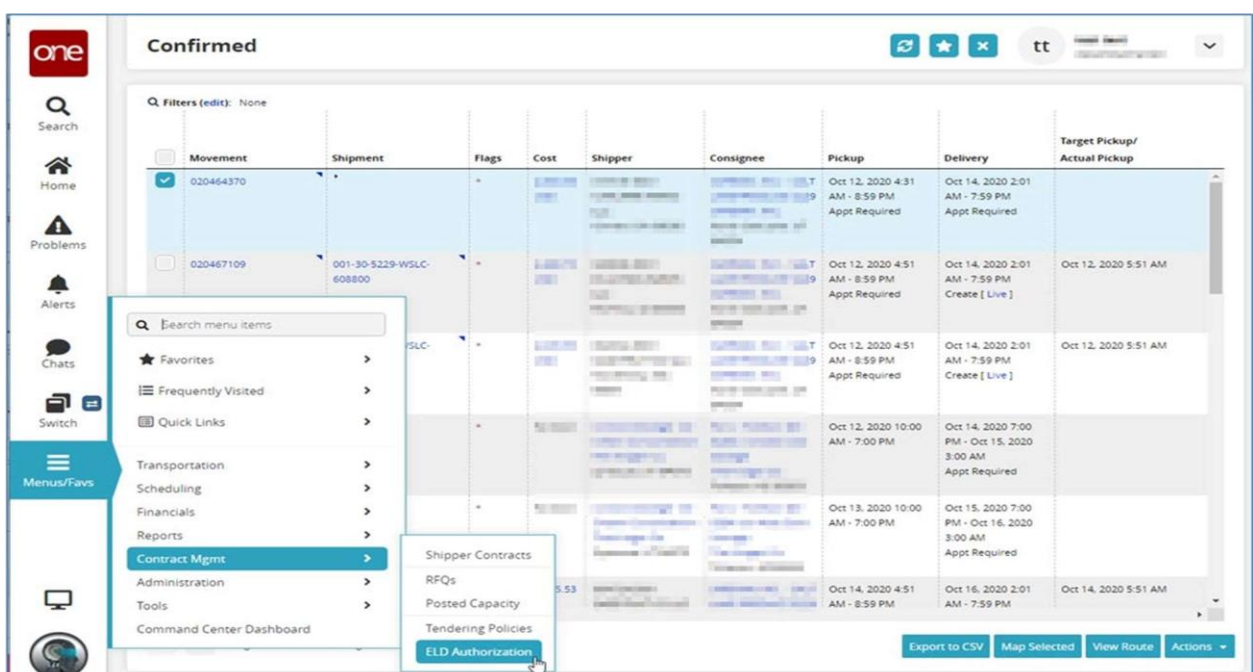 one
Confirmed
tt
Search
Home
Problems
Alerts
Chats
Switch
Menus/Favs
Filters (edit): None
Movement Shipment Flags Cost Shipper Consignee Pickup Delivery Target Pickup/
Actual Pickup
020464370 * Oct 12, 2020 4:31 Oct 14, 2020 2:01
AM - 8:59 PM AM - 7:59 PM
Appt Required Appt Required
020467109 001-30-5229-WSLC- * Oct 12, 2020 4:51 Oct 14, 2020 2:01 Oct 12, 2020 5:51 AM
608800 AM - 8:59 PM AM - 7:59 PM
Appt Required Create [ Live ]
* Oct 12, 2020 4:51 Oct 14, 2020 2:01 Oct 12, 2020 5:51 AM
AM - 8:59 PM AM - 7:59 PM
Appt Required Create [ Live ]
* Oct 12, 2020 10:00 Oct 14, 2020 7:00
AM - 7:00 PM PM - Oct 15, 2020
3:00 AM
Appt Required
* Oct 13, 2020 10:00 Oct 15, 2020 7:00
AM - 7:00 PM PM - Oct 16, 2020
3:00 AM
Appt Required
Oct 14, 2020 4:51 Oct 16, 2020 2:01 Oct 14, 2020 5:51 AM
AM - 8:59 PM AM - 7:59 PM
Search menu items
Favorites
Frequently Visited
Quick Links
Transportation
Scheduling
Financials
Reports
Contract Mgmt
Administration
Tools
Command Center Dashboard
Shipper Contracts
RFQs
Posted Capacity
Tendering Policies
ELD Authorization
Export to CSV Map Selected View Route Actions